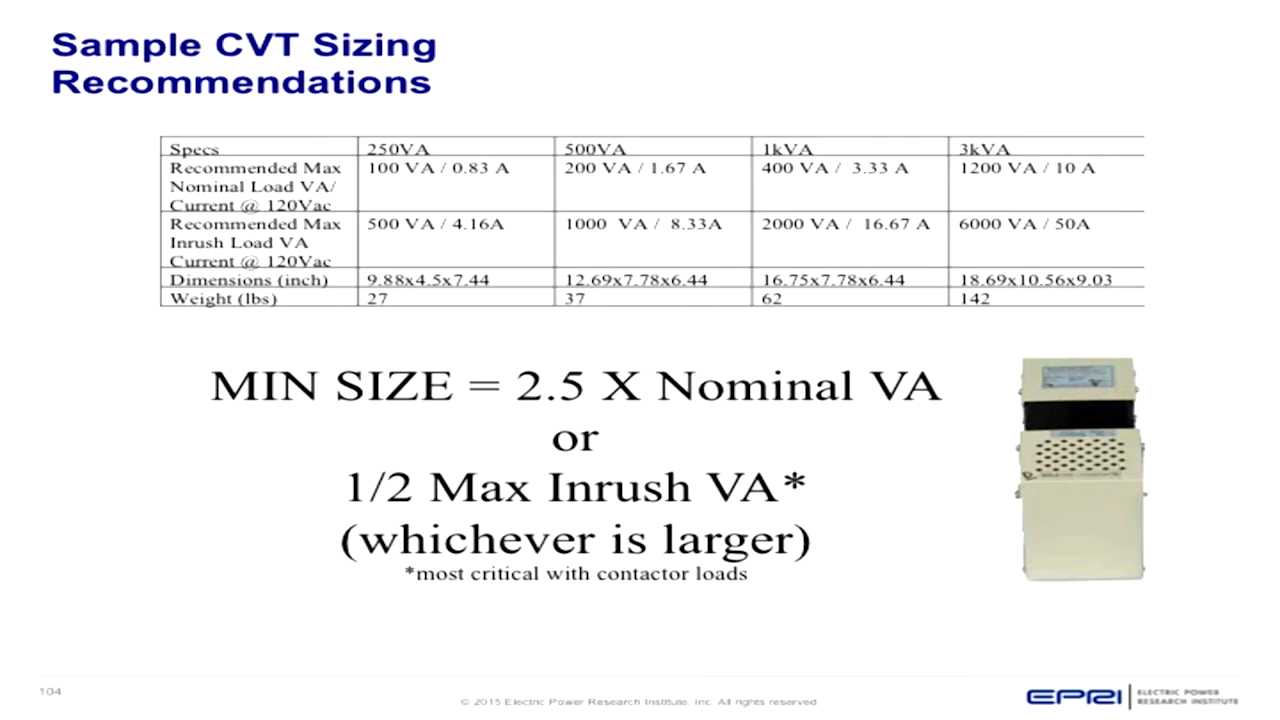 Sample CVT Sizing
Recommendations
Specs 250VA 500VA 1kVA 3kVA
Recommended Max 100 VA / 0.83 A 200 VA / 1.67 A 400 VA / 3.33 A 1200 VA / 10 A
Nominal Load VA/
Current @ 120Vac
Recommended Max 500 VA / 4.16A 1000 VA / 8.33A 2000 VA / 16.67 A 6000 VA / 50A
Inrush Load VA
Current @ 120Vac
Dimensions (inch) 9.88x4.5x7.44 12.69x7.78x6.44 16.75x7.78x6.44 18.69x10.56x9.03
Weight (lbs) 27 37 62 142
MIN SIZE = 2.5 X Nominal VA
or
1/2 Max Inrush VA*
(whichever is larger)
*most critical with contactor loads
104
© 2015 Electric Power Research Institute, Inc. All rights reserved.
EPRI ELECTRIC POWER
RESEARCH INSTITUTE